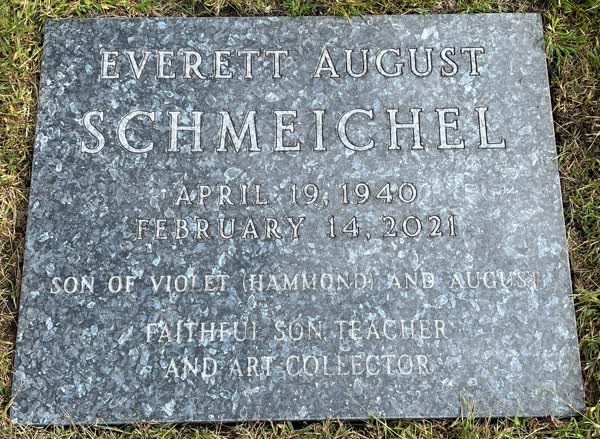 EVERETT AUGUST
SCHMEICHEL
APRIL 19, 1940
FEBRUARY 14, 2021
SON OF VIOLET (HAMMOND) AND AUGUST
FAITHFUL SON TEACHER
AND ART COLLECTOR